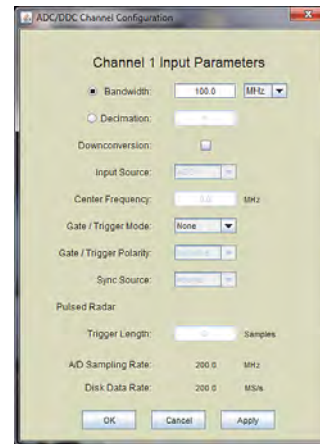 ADC/DDC Channel Configuration
Channel 1 Input Parameters
Bandwidth: 100.0 MHz
Decimation:
Downconversion:
Input Source:
Center Frequency: 0.0 MHz
Gate / Trigger Mode: None
Gate / Trigger Polarity:
Sync Source:
Pulsed Radar
Trigger Length: Samples
A/D Sampling Rate: 200.0 MHz
Disk Data Rate: 200.0 MS/s
OK Cancel Apply